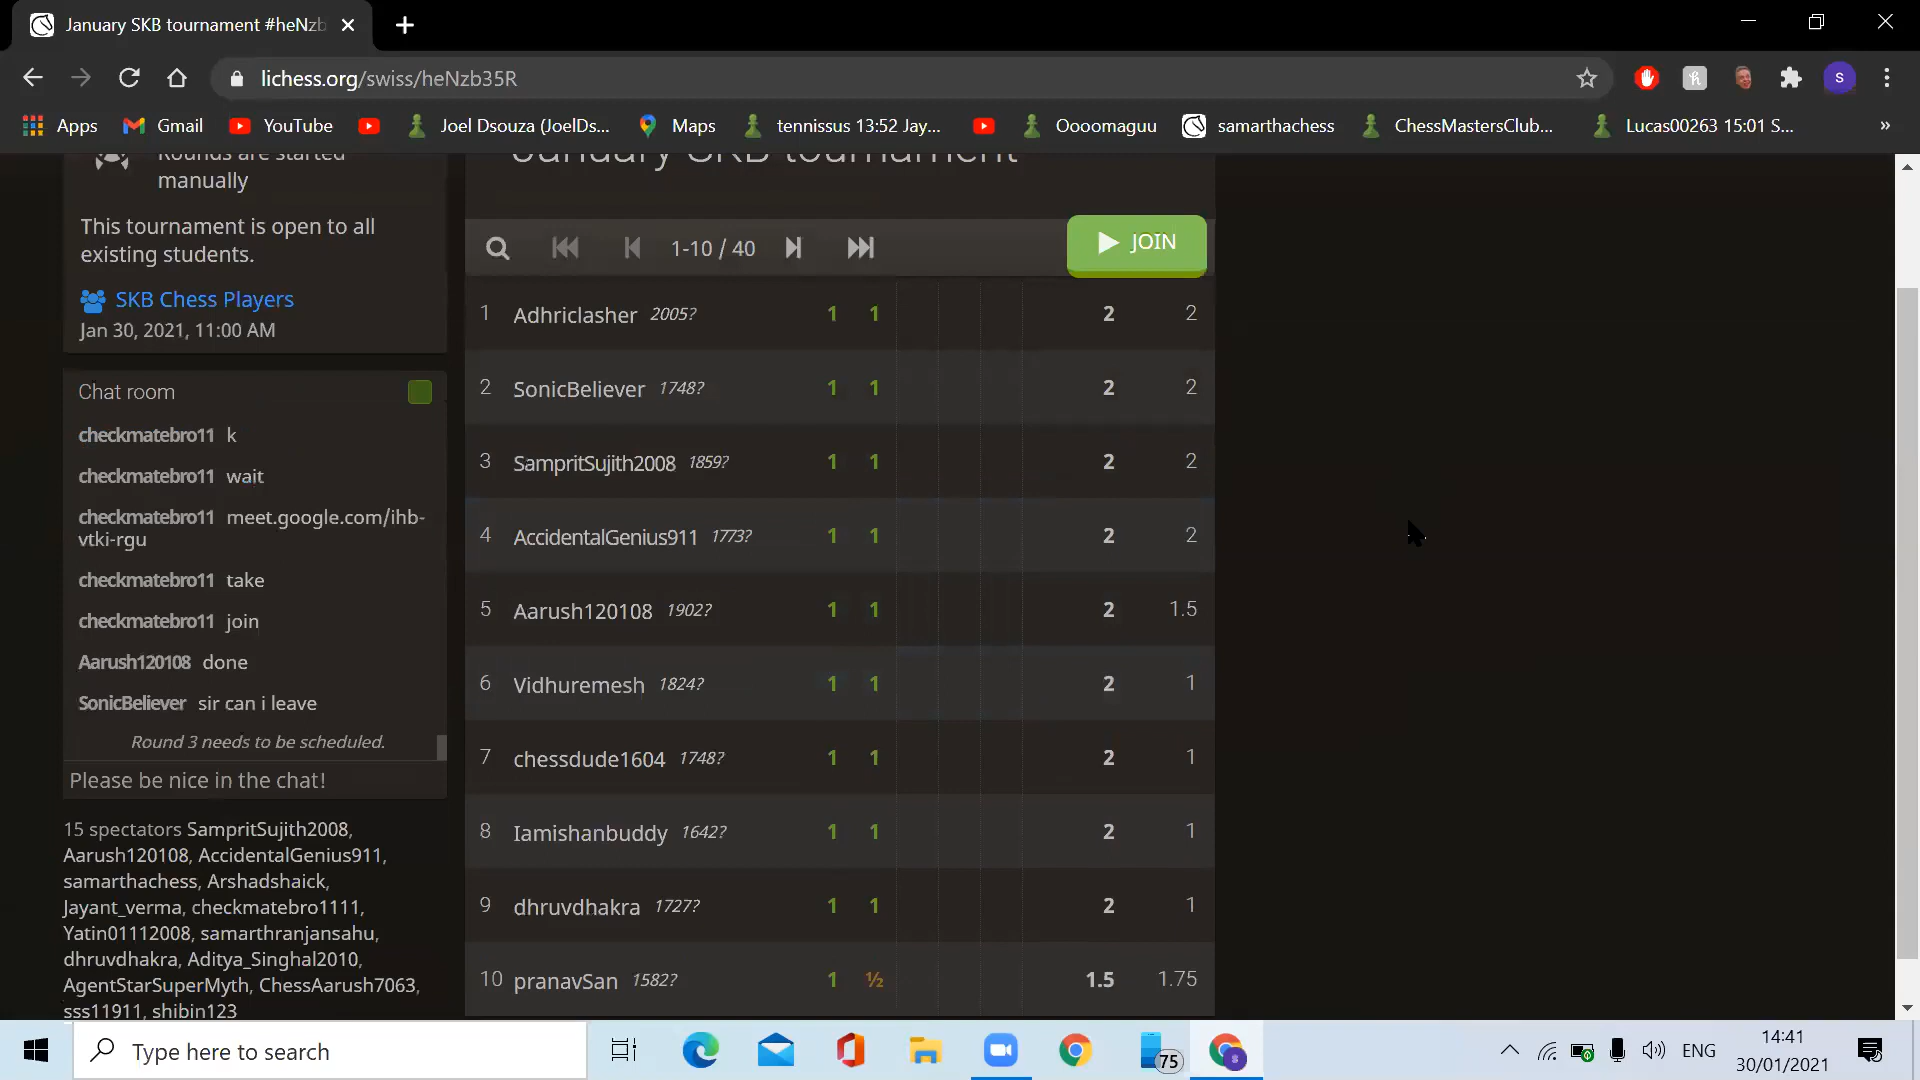 January SKB tournament #heNzb
lichess.org/swiss/heNzb35R
S
Apps
Gmail
YouTube
Joel Dsouza (JoelDs...
Maps
tennissus 13:52 Jay...
Oooomaguu
samarthachess
ChessMastersClub...
Lucas00263 15:01 S...
»
Rounds are started
manually
This tournament is open to all
existing students.
SKB Chess Players
Jan 30, 2021, 11:00 AM
Chat room
checkmatebro11 k
checkmatebro11 wait
checkmatebro11 meet.google.com/ihb-
vtki-rgu
checkmatebro11 take
checkmatebro11 join
Aarush120108 done
SonicBeliever sir can i leave
Round 3 needs to be scheduled.
Please be nice in the chat!
15 spectators SampritSujith2008,
Aarush120108, AccidentalGenius911,
samarthachess, Arshadshaick,
Jayant_verma, checkmatebro1111,
Yatin01112008, samarthranjansahu,
dhruvdhakra, Aditya_Singhal2010,
AgentStarSuperMyth, ChessAarush7063,
sss11911, shibin123
January SKB tournament
1-10 / 40
JOIN
1 Adhriclasher 2005? 1 1 2 2
2 SonicBeliever 1748? 1 1 2 2
3 SampritSujith2008 1859? 1 1 2 2
4 AccidentalGenius911 1773? 1 1 2 2
5 Aarush120108 1902? 1 1 2 1.5
6 Vidhuremesh 1824? 1 1 2 1
7 chessdude1604 1748? 1 1 2 1
8 Iamishanbuddy 1642? 1 1 2 1
9 dhruvdhakra 1727? 1 1 2 1
10 pranavSan 1582? 1 ½ 1.5 1.75
Type here to search
75
S
ENG
14:41
30/01/2021